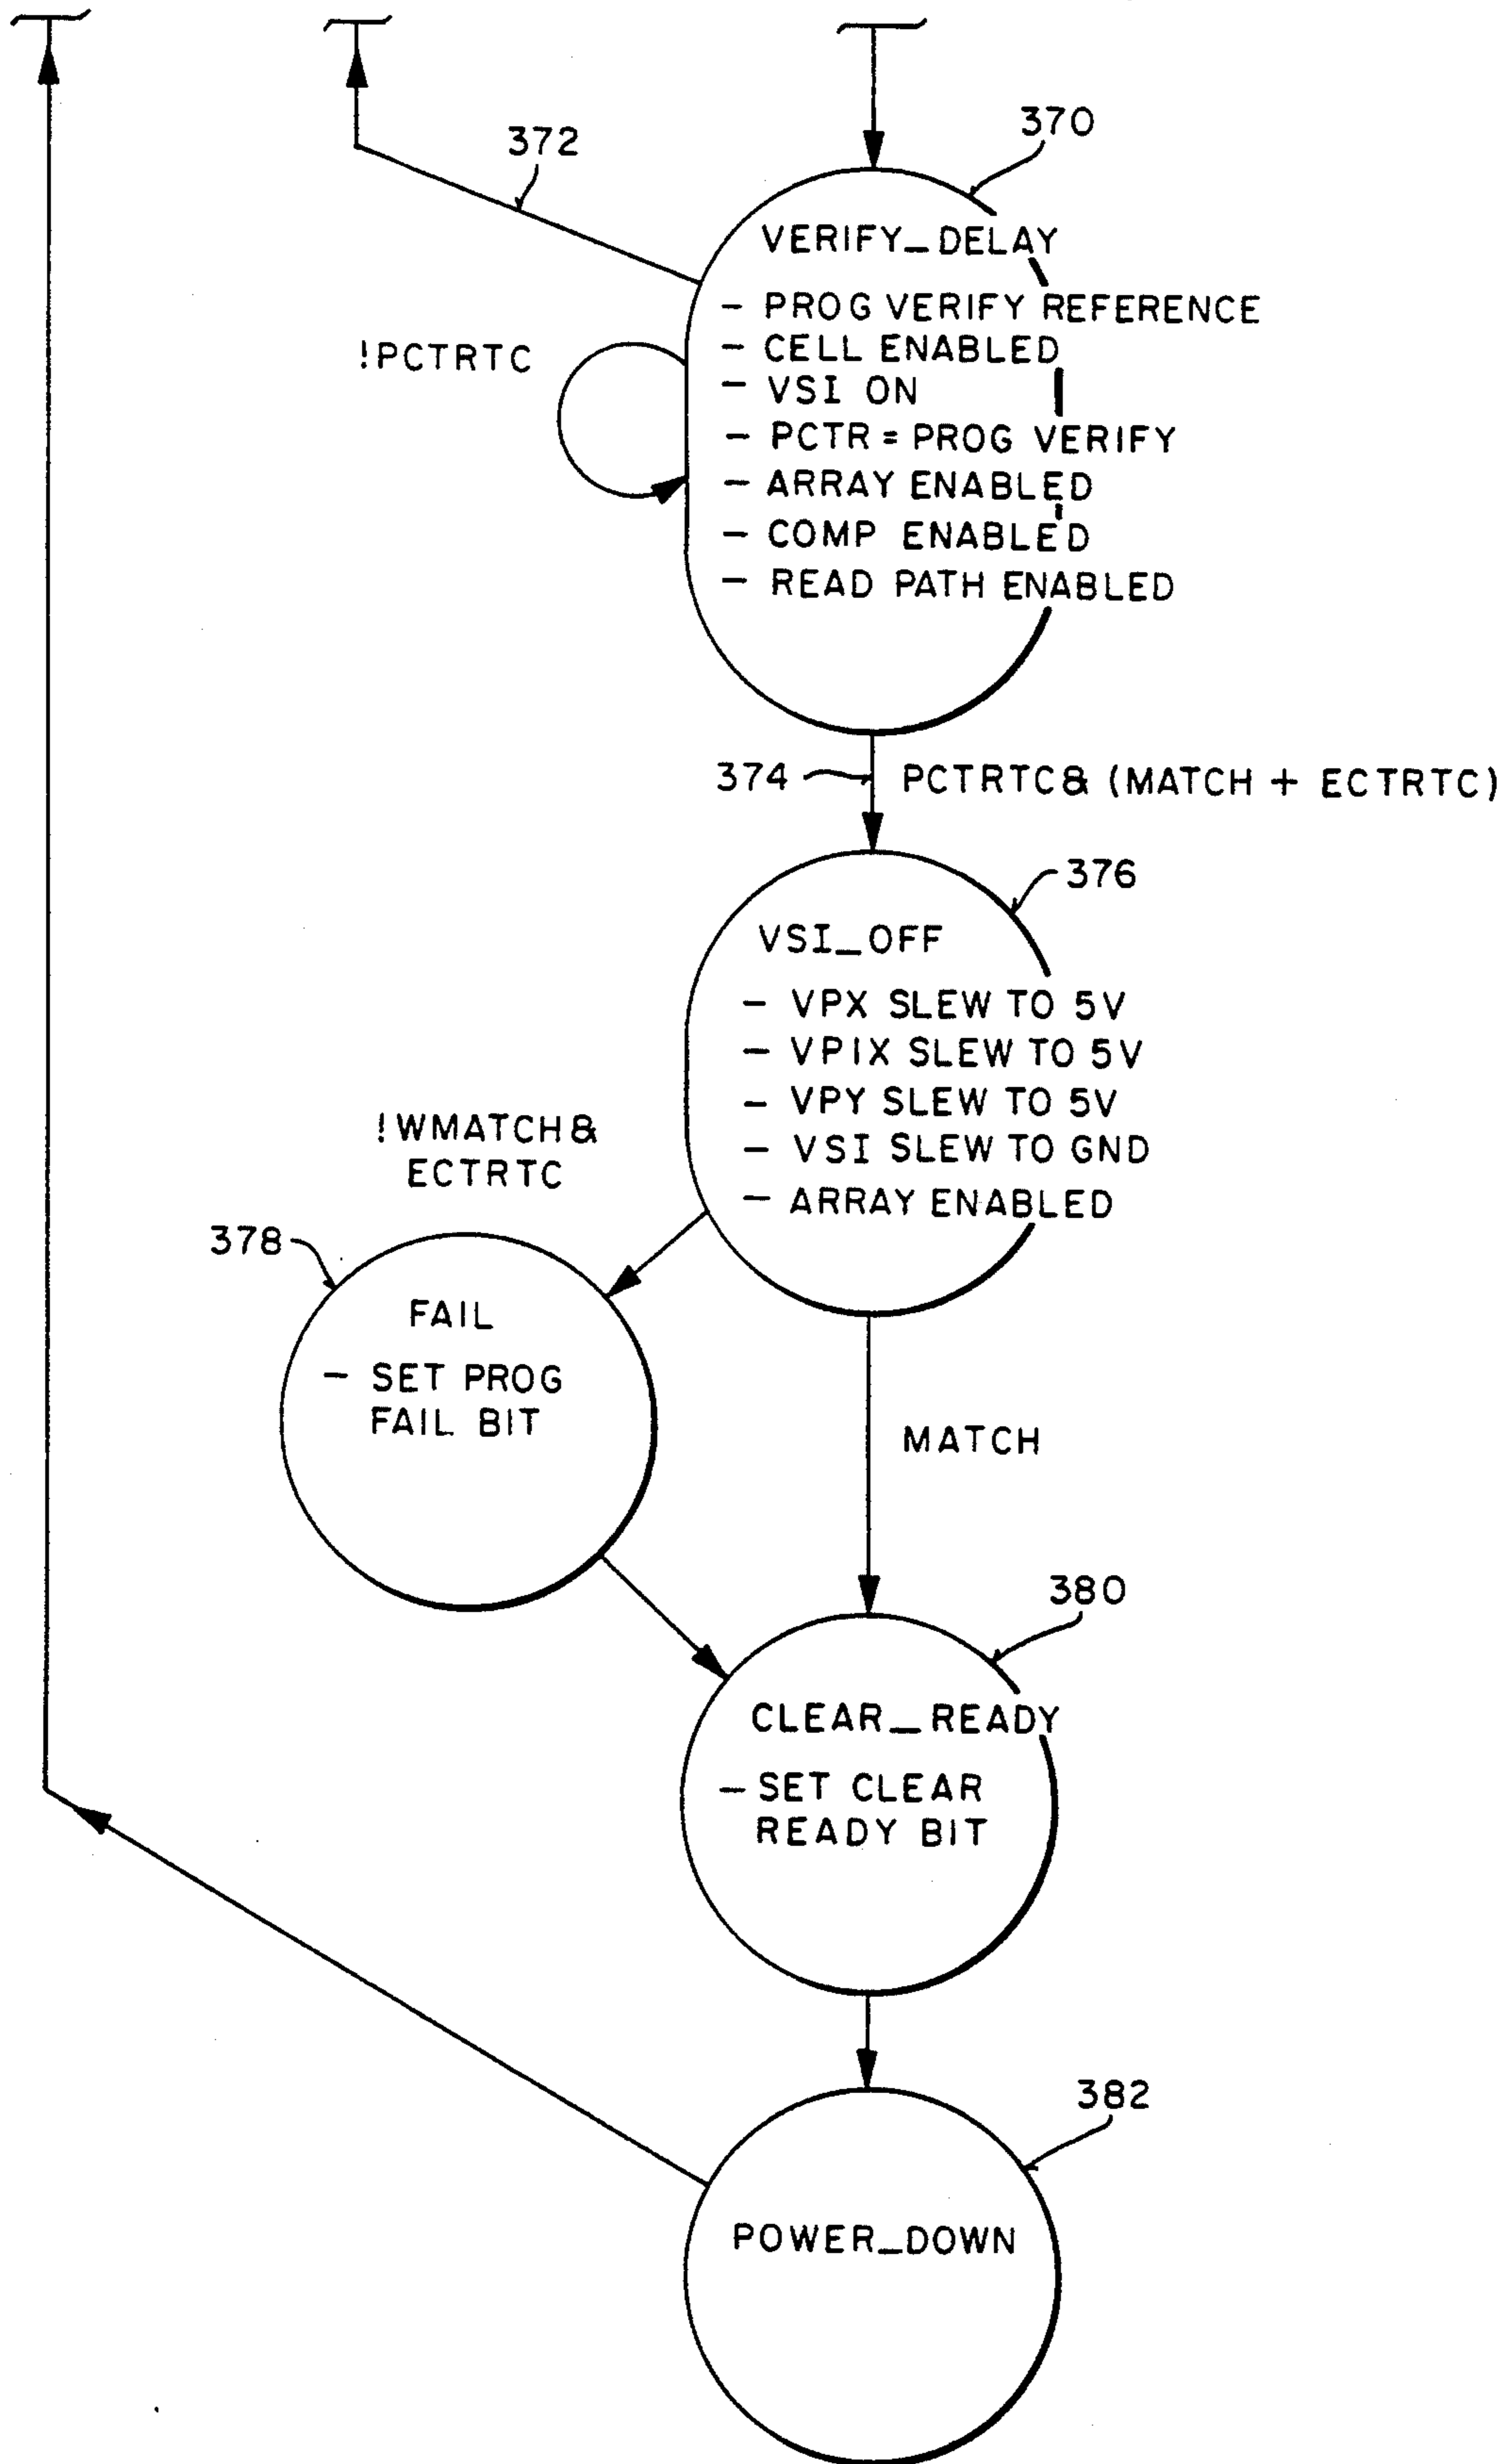 370
372
VERIFY_DELAY
- PROG VERIFY REFERENCE
- CELL ENABLED
- VSI ON
- PCTR = PROG VERIFY
- ARRAY ENABLED
- COMP ENABLED
- READ PATH ENABLED
!PCTRTC
374
PCTRTC& (MATCH + ECTRTC)
376
VSI_OFF
- VPX SLEW TO 5V
- VPIX SLEW TO 5V
- VPY SLEW TO 5V
- VSI SLEW TO GND
- ARRAY ENABLED
!WMATCH&
ECTRTC
378
FAIL
- SET PROG
FAIL BIT
MATCH
380
CLEAR_READY
- SET CLEAR
READY BIT
382
POWER_DOWN